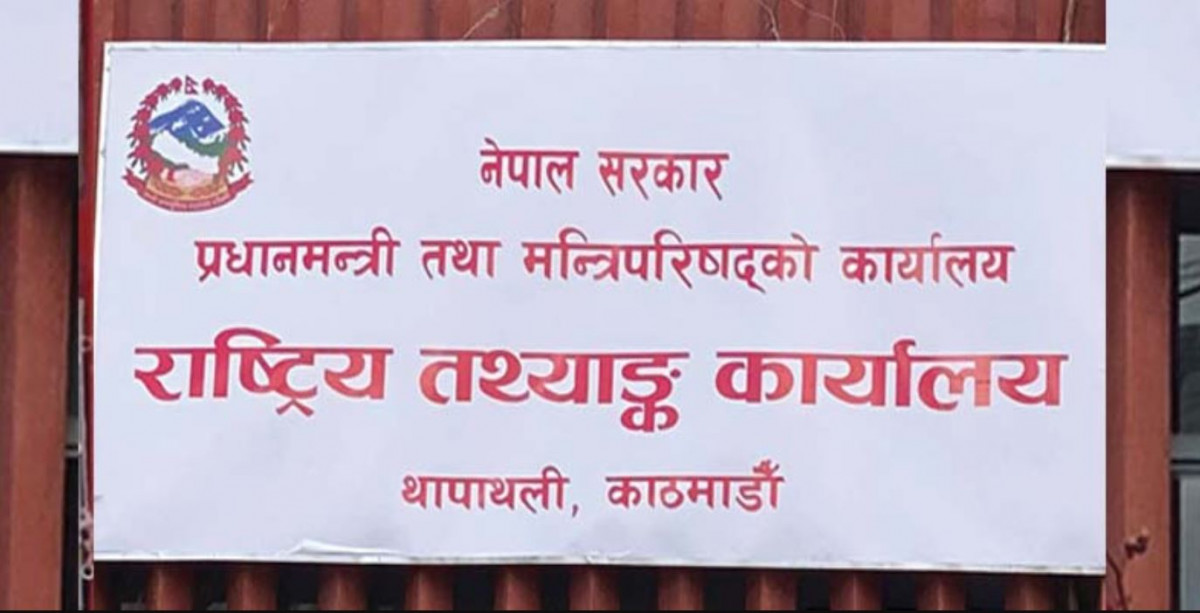 नेपाल सरकार
प्रधानमन्त्री तथा मन्त्रिपरिषद्को कार्यालय
राष्ट्रिय तथ्याङ्क कार्यालय
थापाथली, काठमाडौँ